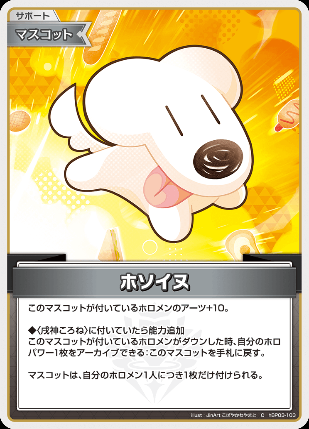 サポート
マスコット
ホソイヌ
このマスコットが付いているホロメンのアーツ+10。
◆〈戌神ころね〉に付いていたら能力追加
このマスコットが付いているホロメンがダウンした時、自分のホロ
パワー1枚をアーカイブできる:このマスコットを手札に戻す。
マスコットは、自分のホロメン1人につき1枚だけ付けられる。
Illust
C hBP03-103